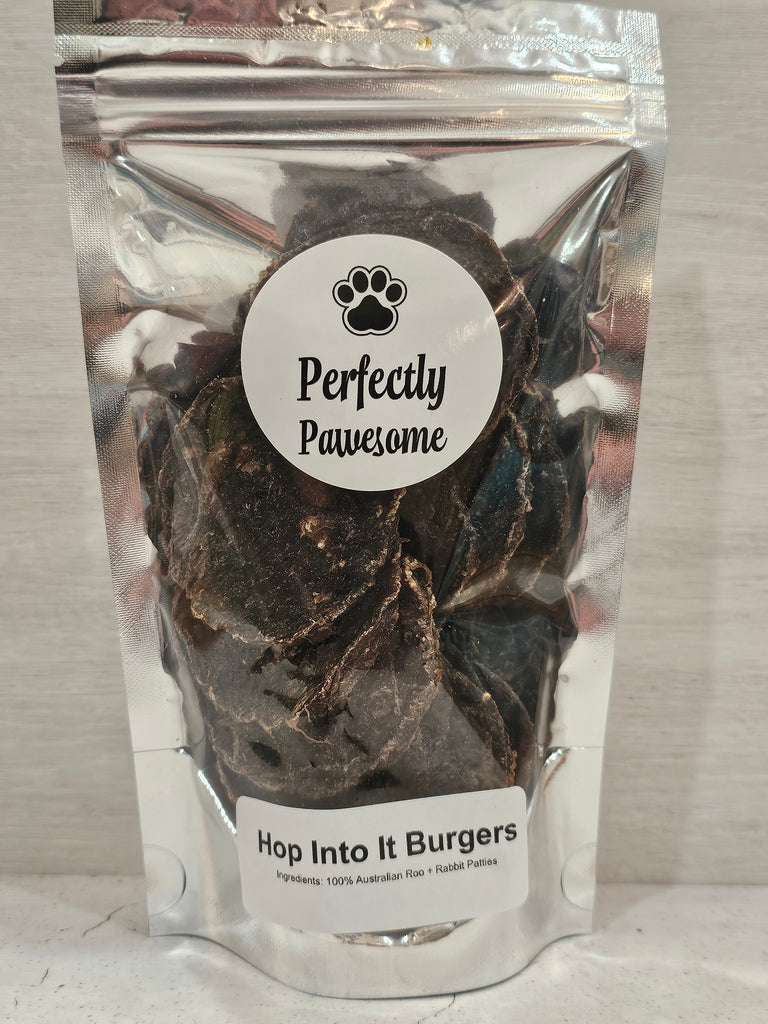 Perfectly
Pawesome
Hop Into It Burgers
Ingredients: 100% Australian Roo + Rabbit Patties